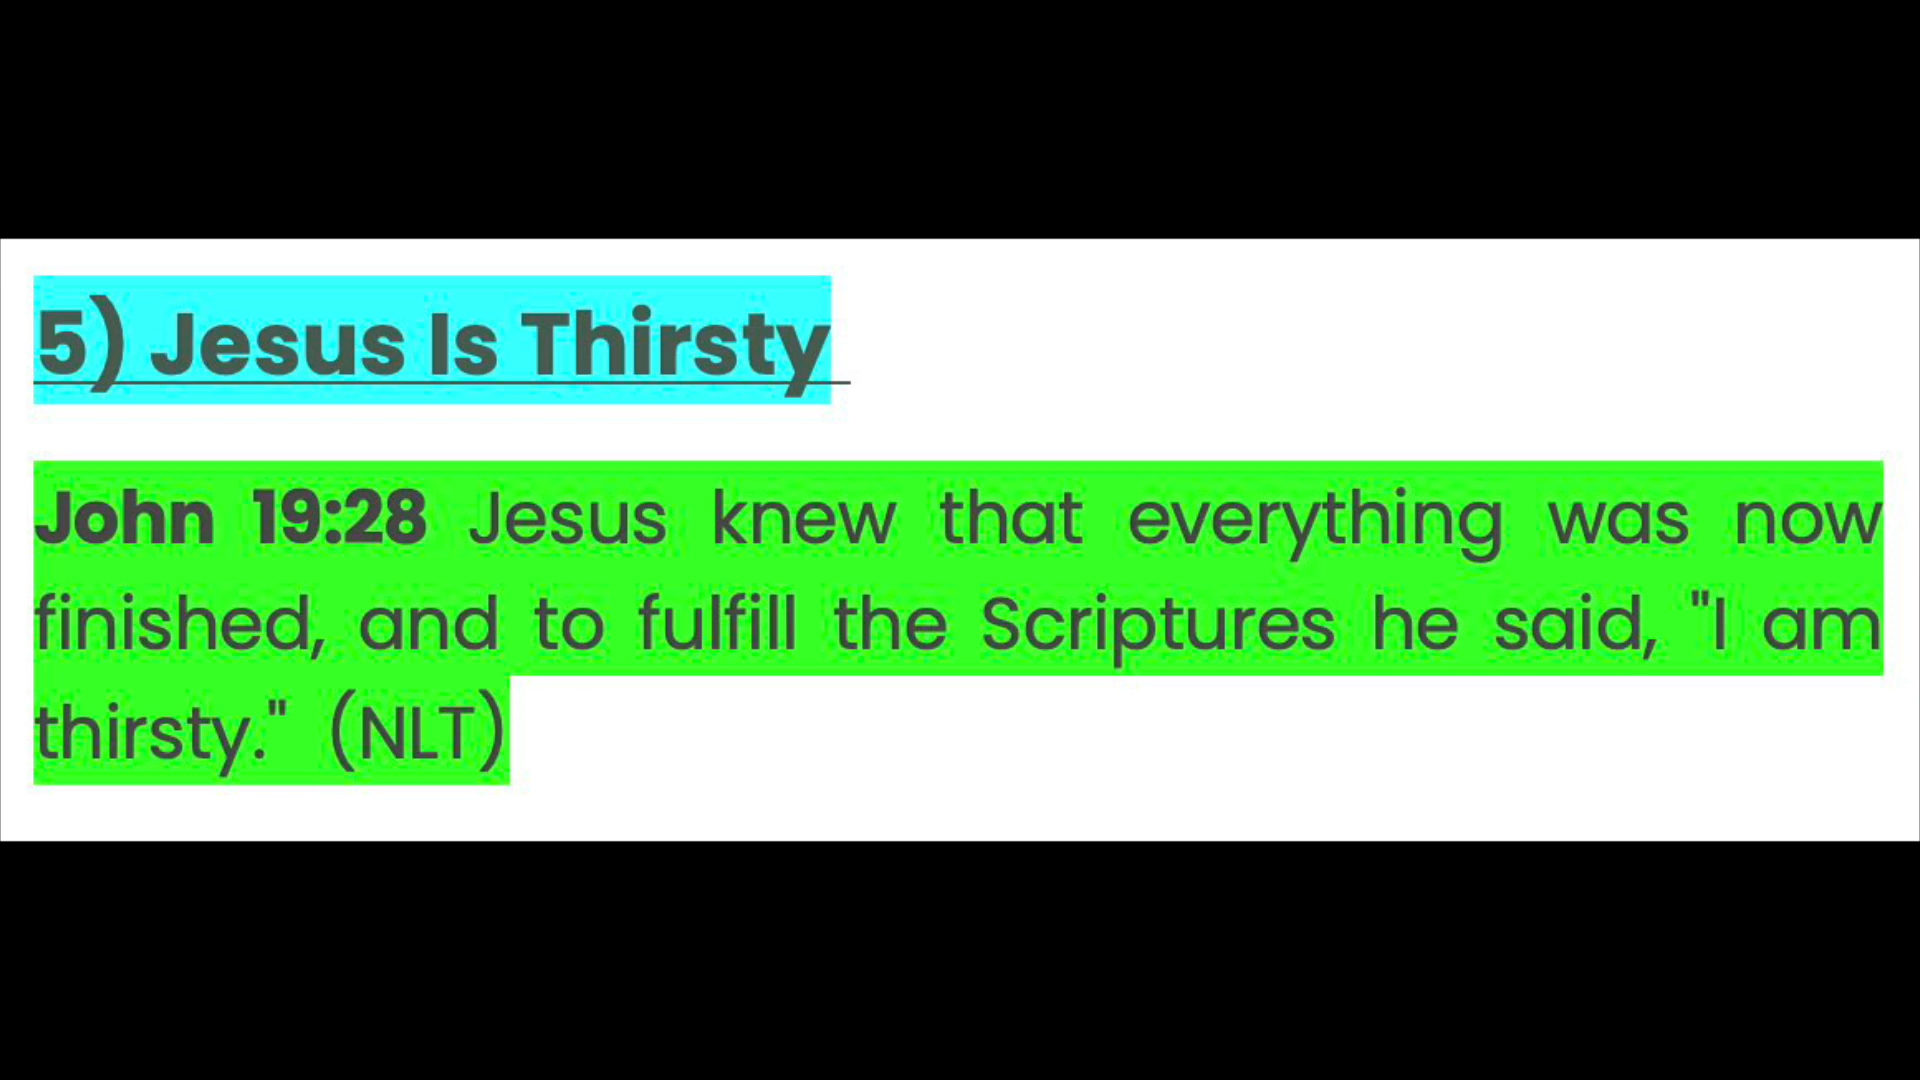 5) Jesus Is Thirsty
John 19:28 Jesus knew that everything was now
finished, and to fulfill the Scriptures he said, "I am
thirsty." (NLT)